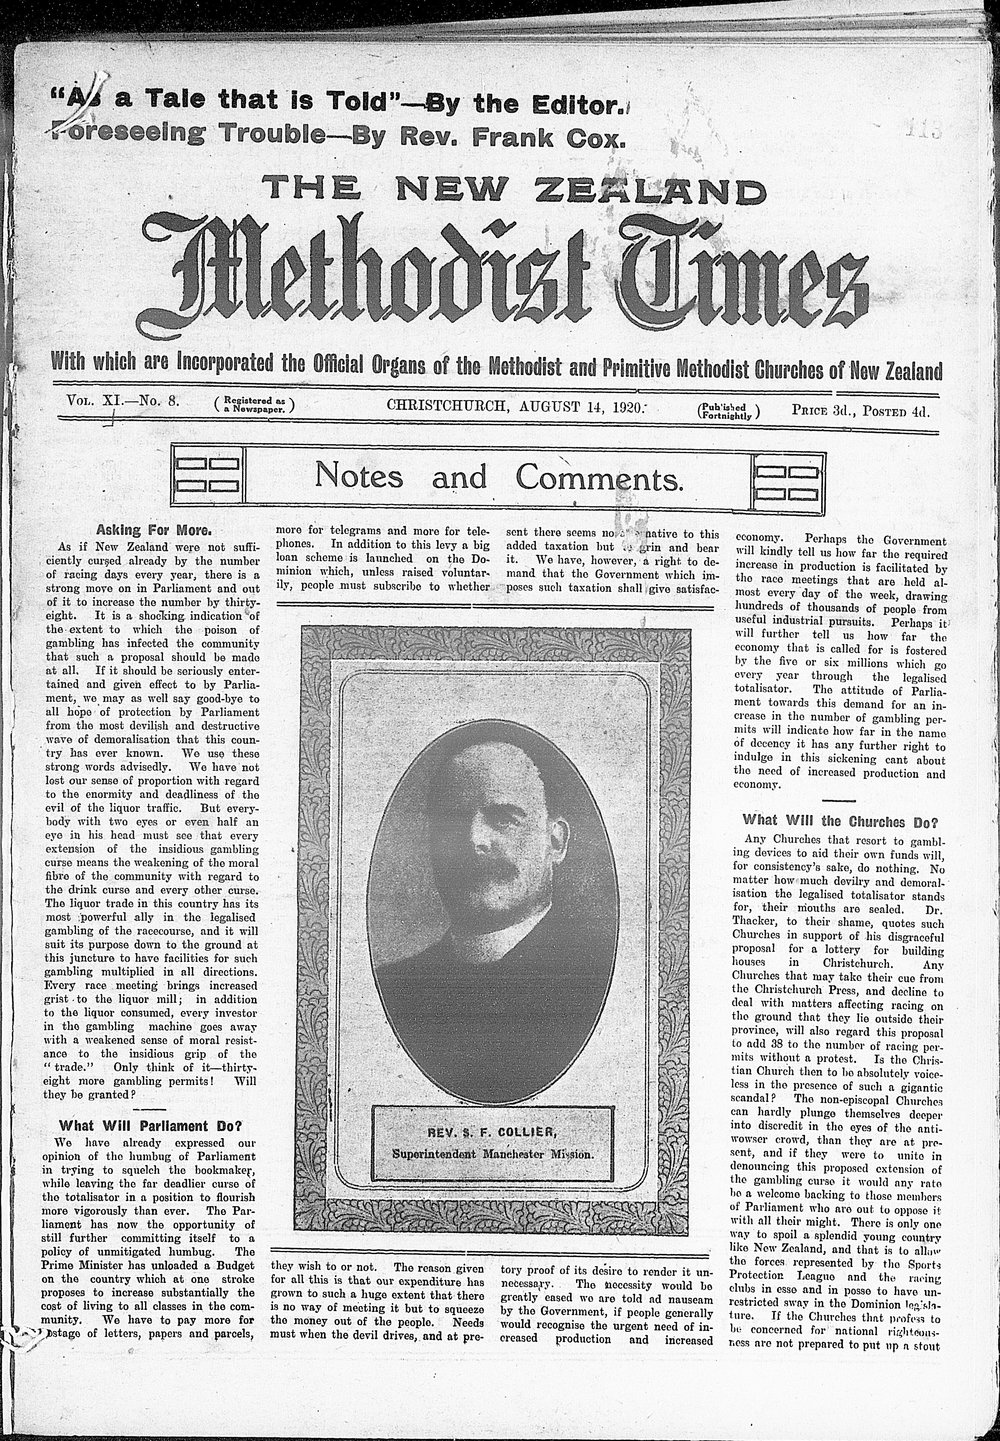 "As a Tale that is Told"—By the Editor.
Foreseeing Trouble—By Rev. Frank Cox.
THE NEW ZEALAND
Methodist Times
With which are Incorporated the Official Organs of the Methodist and Primitive Methodist Churches of New Zealand
VOL. XI.—No. 8.
(Registered as
a Newspaper.)
CHRISTCHURCH, AUGUST 14, 1920.
(Published
Fortnightly)
PRICE 3d., POSTED 4d.
Notes and Comments.
Asking For More.
As if New Zealand were not suffi-
ciently cursed already by the number
of racing days every year, there is a
strong move on in Parliament and out
of it to increase the number by thirty-
eight. It is a shocking indication of
the extent to which the poison of
gambling has infected the community
that such a proposal should be made
at all. If it should be seriously enter-
tained and given effect to by Parlia-
ment, we may as well say good-bye to
all hope of protection by Parliament
from the most devilish and destructive
wave of demoralisation that this coun-
try has ever known. We use these
strong words advisedly. We have not
lost our sense of proportion with regard
to the enormity and deadliness of the
evil of the liquor traffic. But every-
body with two eyes or even half an
eye in his head must see that every
extension of the insidious gambling
curse means the weakening of the moral
fibre of the community with regard to
the drink curse and every other curse.
The liquor trade in this country has its
most powerful ally in the legalised
gambling of the racecourse, and it will
suit its purpose down to the ground at
this juncture to have facilities for such
gambling multiplied in all directions.
Every race meeting brings increased
grist to the liquor mill; in addition
to the liquor consumed, every investor
in the gambling machine goes away
with a weakened sense of moral resist-
ance to the insidious grip of the
"trade." Only think of it—thirty-
eight more gambling permits! Will
they be granted?
What Will Parliament Do?
We have already expressed our
opinion of the humbug of Parliament
in trying to squelch the bookmaker,
while leaving the far deadlier curse of
the totalisator in a position to flourish
more vigorously than ever. The Par-
liament has now the opportunity of
still further committing itself to a
policy of unmitigated humbug. The
Prime Minister has unloaded a Budget
on the country which at one stroke
proposes to increase substantially the
cost of living to all classes in the com-
munity. We have to pay more for
postage of letters, papers and parcels,
more for telegrams and more for tele-
phones. In addition to this levy a big
loan scheme is launched on the Do-
minion which, unless raised voluntar-
ily, people must subscribe to whether
REV. S. F. COLLIER,
Superintendent Manchester Mission.
they wish to or not. The reason given
for all this is that our expenditure has
grown to such a huge extent that there
is no way of meeting it but to squeeze
the money out of the people. Needs
must when the devil drives, and at pre-
sent there seems no to this
added taxation but to grin and bear
it. We have, however, a right to de-
mand that the Government which im-
poses such taxation shall give satisfac-
tory proof of its desire to render it un-
necessary. The necessity would be
greatly eased we are told ad nauseam
by the Government, if people generally
would recognise the urgent need of in-
creased production and increased
economy. Perhaps the Government
will kindly tell us how far the required
increase in production is facilitated by
the race meetings that are held al-
most every day of the week, drawing
hundreds of thousands of people from
useful industrial pursuits. Perhaps it
will further tell us how far the
economy that is called for is fostered
by the five or six millions which go
every year through the legalised
totalisator. The attitude of Parlia-
ment towards this demand for an in-
crease in the number of gambling per-
mits will indicate how far in the name
of decency it has any further right to
indulge in this sickening cant about
the need of increased production and
economy.
What Will the Churches Do?
Any Churches that resort to gambl-
ing devices to aid their own funds will,
for consistency's sake, do nothing. No
matter how much devilry and demoral-
isation the legalised totalisator stands
for, their mouths are sealed. Dr.
Thacker, to their shame, quotes such
Churches in support of his disgraceful
proposal for a lottery for building
houses in Christchurch. Any
Churches that may take their cue from
the Christchurch Press, and decline to
deal with matters affecting racing on
the ground that they lie outside their
province, will also regard this proposal
to add 38 to the number of racing per-
mits without a protest. Is the Chris-
tian Church then to be absolutely voice-
less in the presence of such a gigantic
scandal? The non-episcopal Churches
can hardly plunge themselves deeper
into discredit in the eyes of the anti-
wowser crowd, than they are at pre-
sent, and if they were to unite in
denouncing this proposed extension of
the gambling curse it would any rate
be a welcome backing to those members
of Parliament who are out to oppose it
with all their might. There is only one
way to spoil a splendid young country
like New Zealand, and that is to allow
the forces represented by the Sports
Protection League and the racing
clubs in esse and in posse to have un-
restricted sway in the Dominion legisla-
ture. If the Churches that profess to
be concerned for national righteous-
ness are not prepared to put up a stout